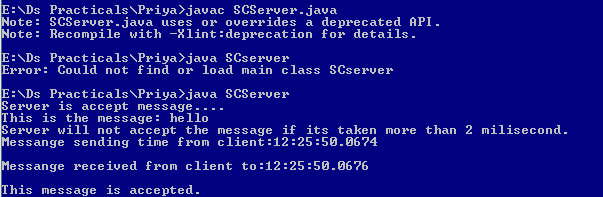 E:\Ds Practicals\Priya>javac SCServer.java
Note: SCServer.java uses or overrides a deprecated API.
Note: Recompile with -Xlint:deprecation for details.
E:\Ds Practicals\Priya>java SCserver
Error: Could not find or load main class SCserver
E:\Ds Practicals\Priya>java SCServer
Server is accept message....
This is the message: hello
Server will not accept the message if its taken more than 2 milisecond.
Messange sending time from client:12:25:50.0674
Messange received from client to:12:25:50.0676
This message is accepted.